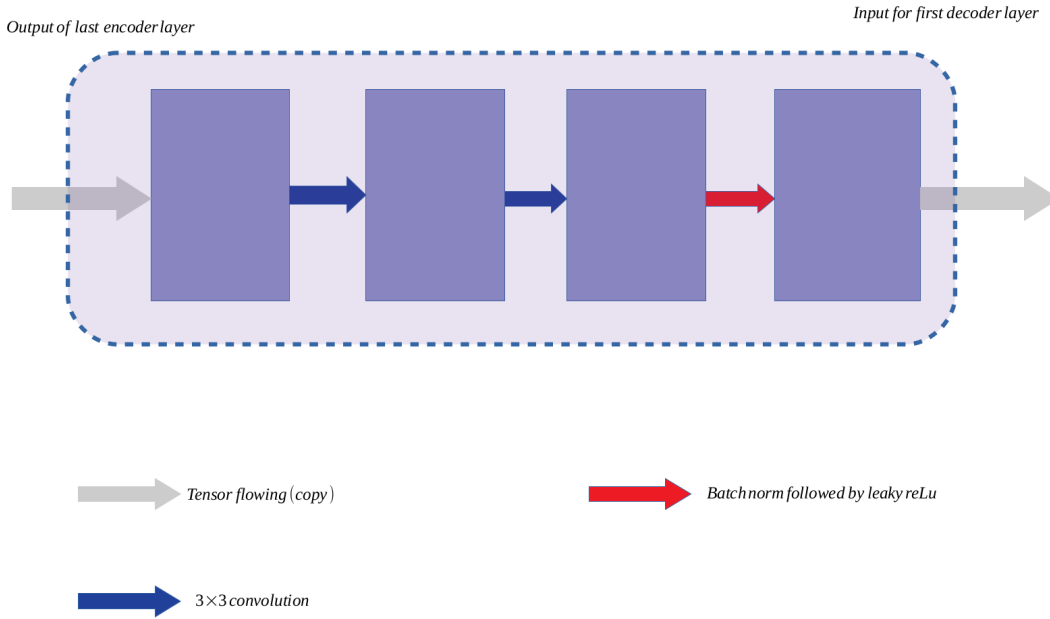 Output of last encoder layer
Input for first decoder layer
Tensor flowing (copy)
Batch norm followed by leaky reLu
3×3 convolution